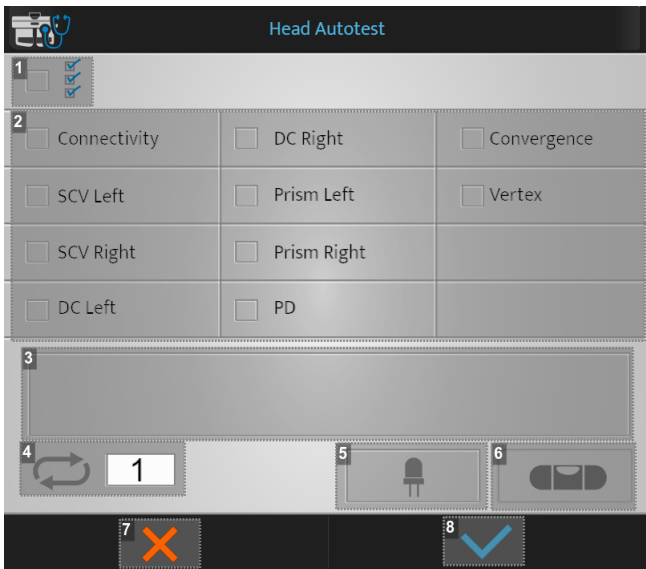 Head Autotest
1
2
Connectivity DC Right Convergence
SCV Left Prism Left Vertex
SCV Right Prism Right
DC Left PD
3
4 1 5 6
7 8